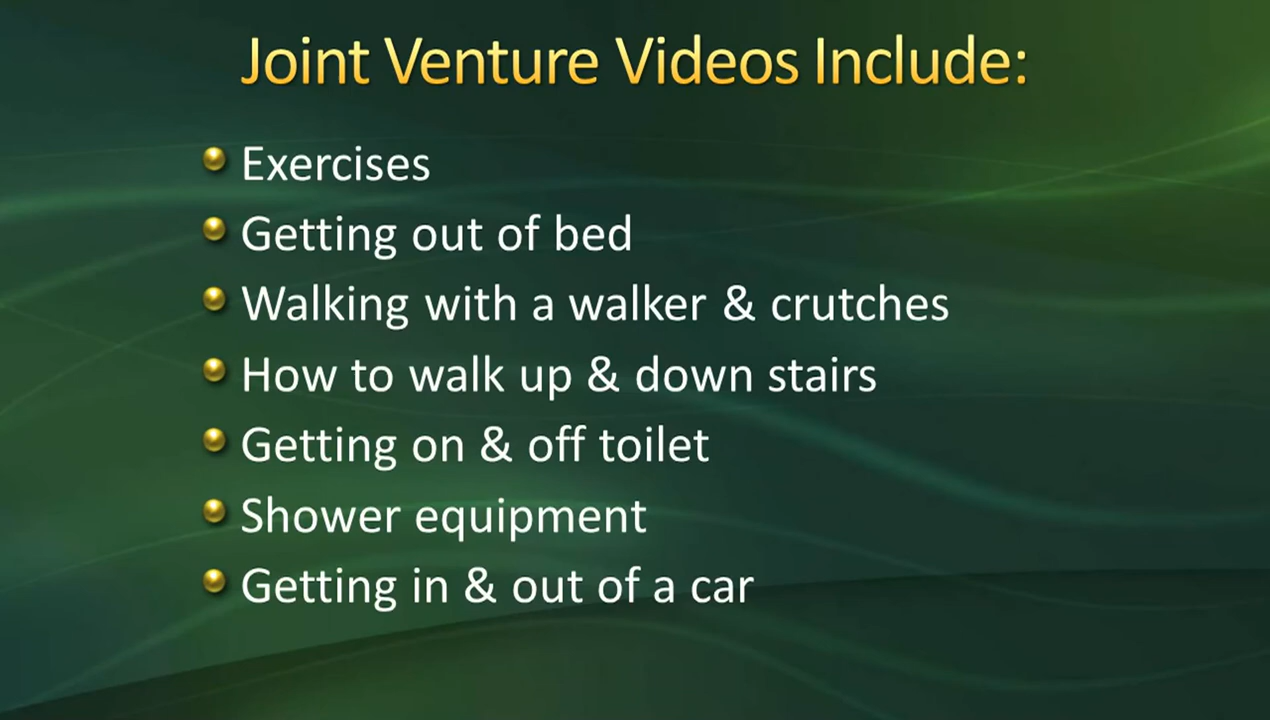 Joint Venture Videos Include:
Exercises
Getting out of bed
Walking with a walker & crutches
How to walk up & down stairs
Getting on & off toilet
Shower equipment
Getting in & out of a car